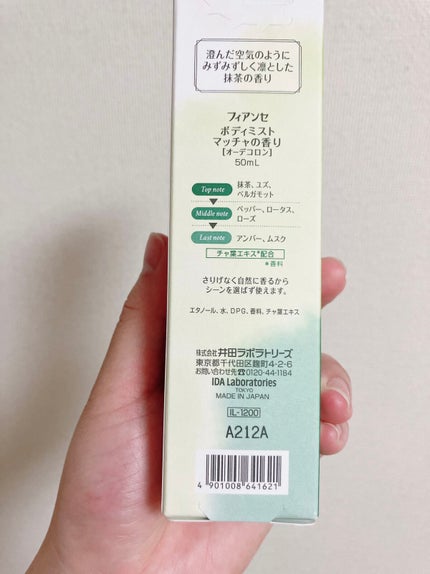 澄んだ空気のように
みずみずしく凛とした
抹茶の香り
フィアンセ
ボディミスト
マッチャの香り
[オーデコロン]
50mL
Top note 抹茶、ユズ、
ベルガモット
Middle note ペッパー、ロータス、
ローズ
Last note アンバー、ムスク
チャ葉エキス*配合
*香料
さりげなく自然に香るから
シーンを選ばず使えます。
エタノール、水、DPG、香料、チャ葉エキス
株式会社 井田ラボラトリーズ
東京都千代田区麹町4-2-6
お問い合わせ先☎0120-44-1184
IDA Laboratories
TOKYO
MADE IN JAPAN
IL-1200
A212A
4 901008 641621